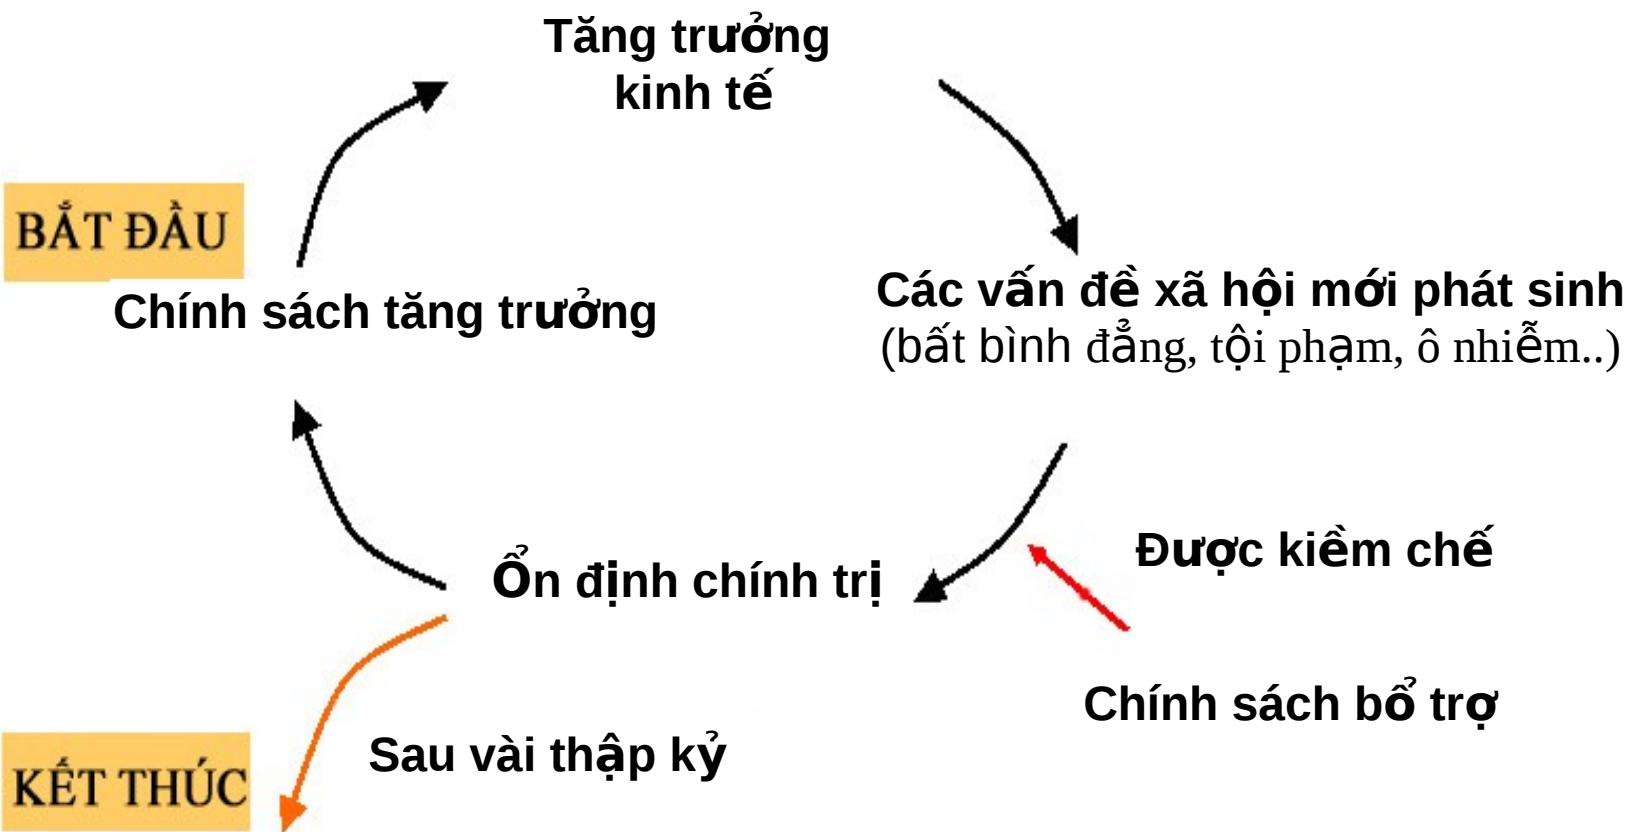 Tăng trưởng
kinh tế
BẮT ĐẦU
Chính sách tăng trưởng
Các vấn đề xã hội mới phát sinh
(bất bình đẳng, tội phạm, ô nhiễm..)
Được kiềm chế
Ổn định chính trị
Chính sách bổ trợ
Sau vài thập kỷ
KẾT THÚC